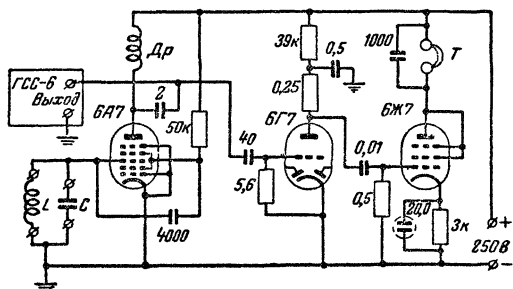 ГСС-6
Выход
Др
6А7
2
50к
L
C
4000
40
5,6
39к
0,5
0,25
6Г7
0,01
0,5
1000
Т
6Ж7
20,0
3к
+
250В
−